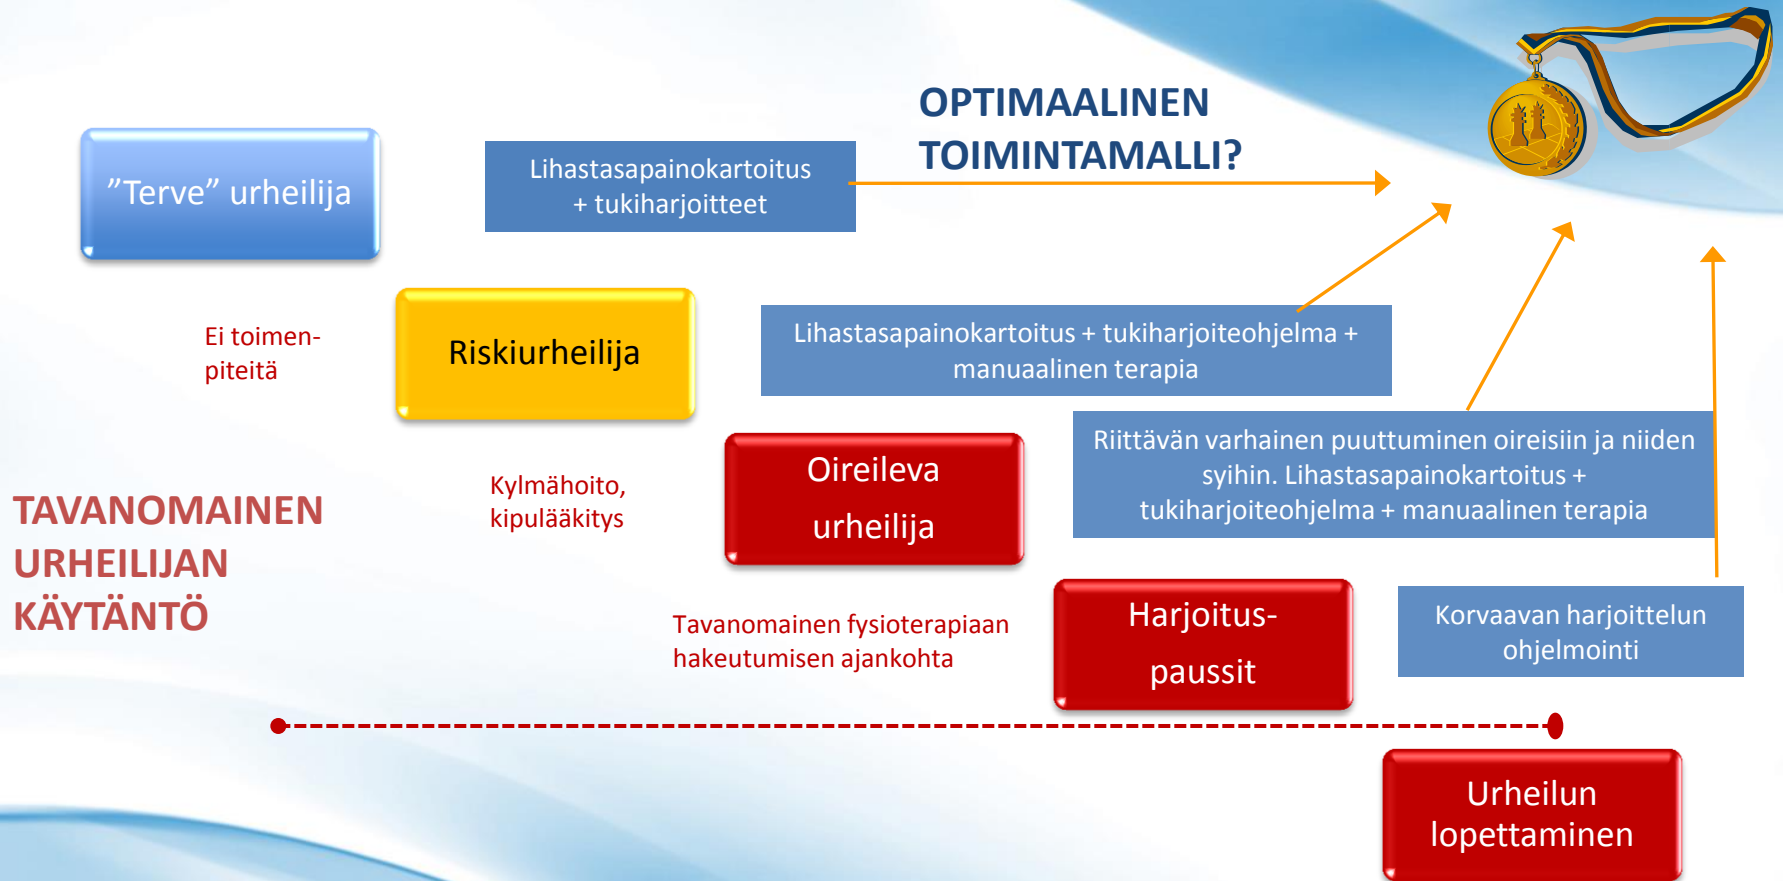 OPTIMAALINEN
TOIMINTAMALLI?
”Terve” urheilija
Lihastasapainokartoitus
+ tukiharjoitteet
Ei toimen-
piteitä
Riskiurheilija
Lihastasapainokartoitus + tukiharjoiteohjelma +
manuaalinen terapia
TAVANOMAINEN
URHEILIJAN
KÄYTÄNTÖ
Kylmähoito,
kipulääkitys
Oireileva
urheilija
Riittävän varhainen puuttuminen oireisiin ja niiden
syihin. Lihastasapainokartoitus +
tukiharjoiteohjelma + manuaalinen terapia
Tavanomainen fysioterapiaan
hakeutumisen ajankohta
Harjoitus-
paussit
Korvaavan harjoittelun
ohjelmointi
Urheilun
lopettaminen